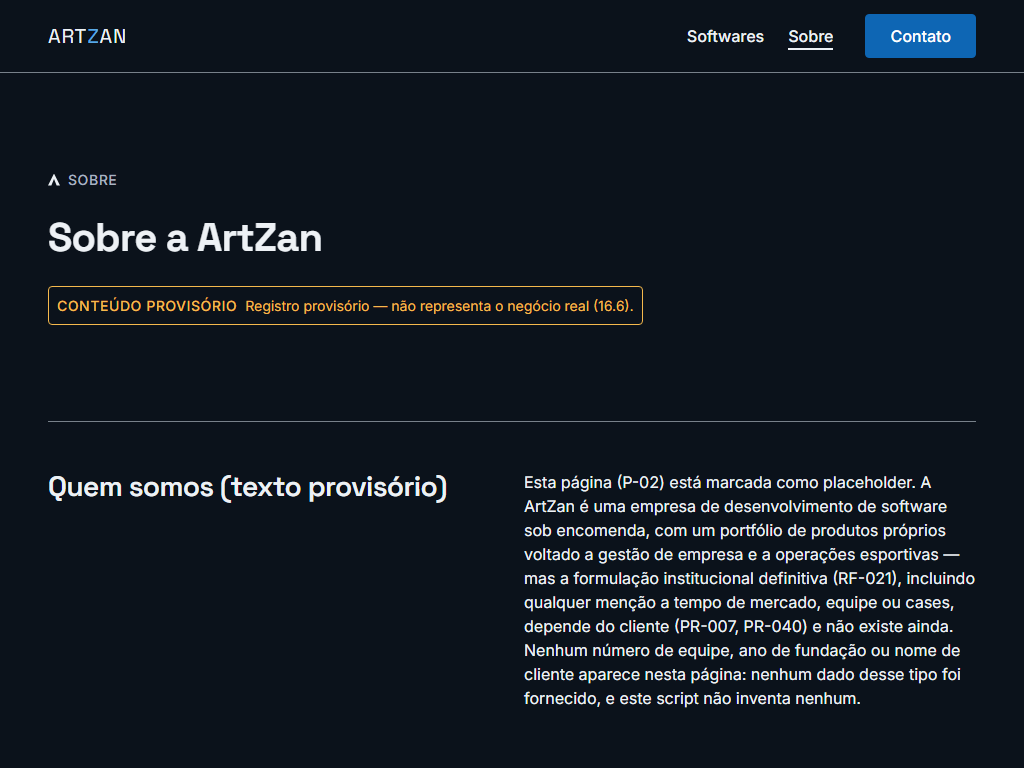 ARTZAN
Softwares
Sobre
Contato
SOBRE
Sobre a ArtZan
CONTEÚDO PROVISÓRIO Registro provisório — não representa o negócio real (16.6).
Quem somos (texto provisório)
Esta página (P-02) está marcada como placeholder. A
ArtZan é uma empresa de desenvolvimento de software
sob encomenda, com um portfólio de produtos próprios
voltado a gestão de empresa e a operações esportivas —
mas a formulação institucional definitiva (RF-021), incluindo
qualquer menção a tempo de mercado, equipe ou cases,
depende do cliente (PR-007, PR-040) e não existe ainda.
Nenhum número de equipe, ano de fundação ou nome de
cliente aparece nesta página: nenhum dado desse tipo foi
fornecido, e este script não inventa nenhum.